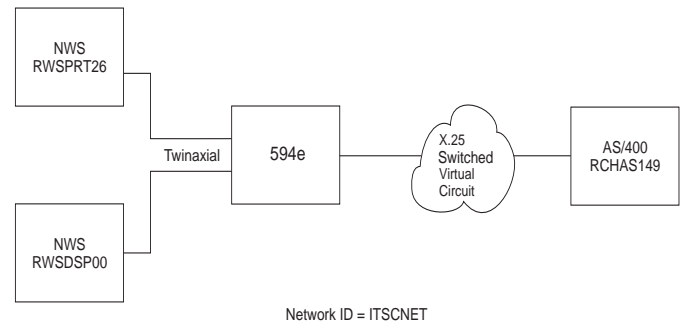 NWS
RWSPRT26
Twinaxial
594e
X.25
Switched
Virtual
Circuit
AS/400
RCHAS149
NWS
RWSDSP00
Network ID = ITSCNET